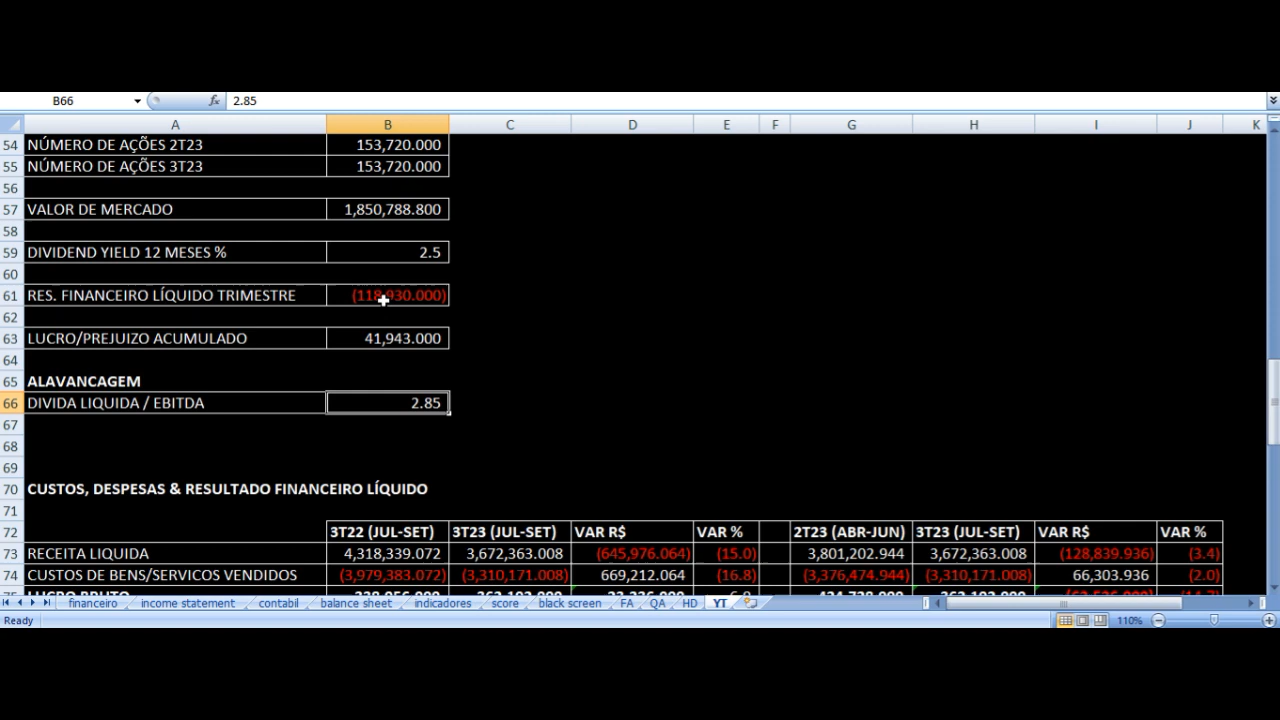 B66 fx 2.85
A B C D E F G H I J K
54 NÚMERO DE AÇÕES 2T23 153,720.000
55 NÚMERO DE AÇÕES 3T23 153,720.000
56
57 VALOR DE MERCADO 1,850,788.800
58
59 DIVIDEND YIELD 12 MESES % 2.5
60
61 RES. FINANCEIRO LÍQUIDO TRIMESTRE (118,930.000)
62
63 LUCRO/PREJUIZO ACUMULADO 41,943.000
64
65 ALAVANCAGEM
66 DIVIDA LIQUIDA / EBITDA 2.85
67
68
69
70 CUSTOS, DESPESAS & RESULTADO FINANCEIRO LÍQUIDO
71
72 3T22 (JUL-SET) 3T23 (JUL-SET) VAR R$ VAR % 2T23 (ABR-JUN) 3T23 (JUL-SET) VAR R$ VAR %
73 RECEITA LIQUIDA 4,318,339.072 3,672,363.008 (645,976.064) (15.0) 3,801,202.944 3,672,363.008 (128,839.936) (3.4)
74 CUSTOS DE BENS/SERVICOS VENDIDOS (3,979,383.072) (3,310,171.008) 669,212.064 (16.8) (3,376,474.944) (3,310,171.008) 66,303.936 (2.0)
financeiro income statement contabil balance sheet indicadores score black screen FA QA HD YT
Ready 110%